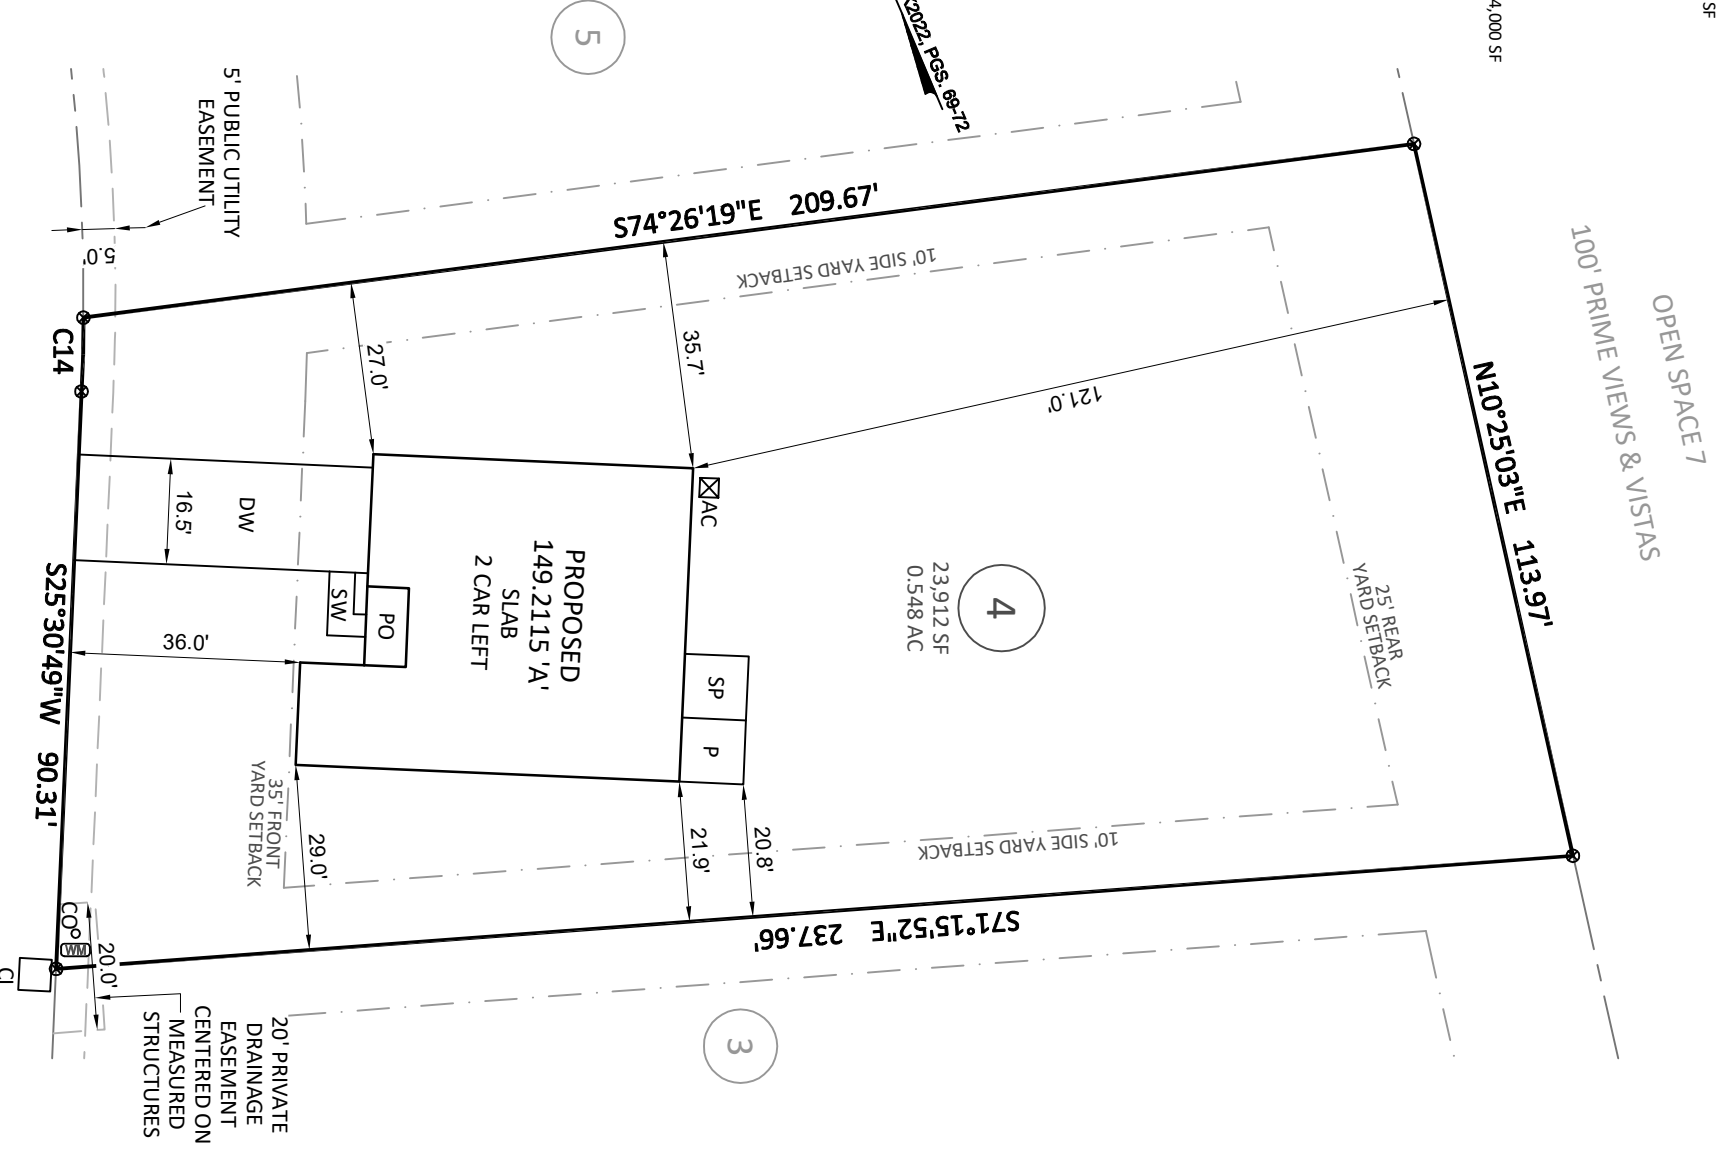 SF
4,000 SF
2022, PGS. 69-72
5
5' PUBLIC UTILITY
EASEMENT
5.0'
S74°26'19"E 209.67'
10' SIDE YARD SETBACK
OPEN SPACE 7
100' PRIME VIEWS & VISTAS
N10°25'03"E 113.97'
C14
27.0'
35.7'
121.0'
AC
16.5'
DW
PROPOSED
149.2115 'A'
SLAB
2 CAR LEFT
4
23,912 SF
0.548 AC
25' REAR
YARD SETBACK
SW
PO
36.0'
SP
P
S25°30'49"W 90.31'
35' FRONT
YARD SETBACK
29.0'
21.9'
20.8'
10' SIDE YARD SETBACK
S71°15'52"E 237.66'
CO
WM
20.0'
CI
20' PRIVATE
DRAINAGE
EASEMENT
CENTERED ON
MEASURED
STRUCTURES
3